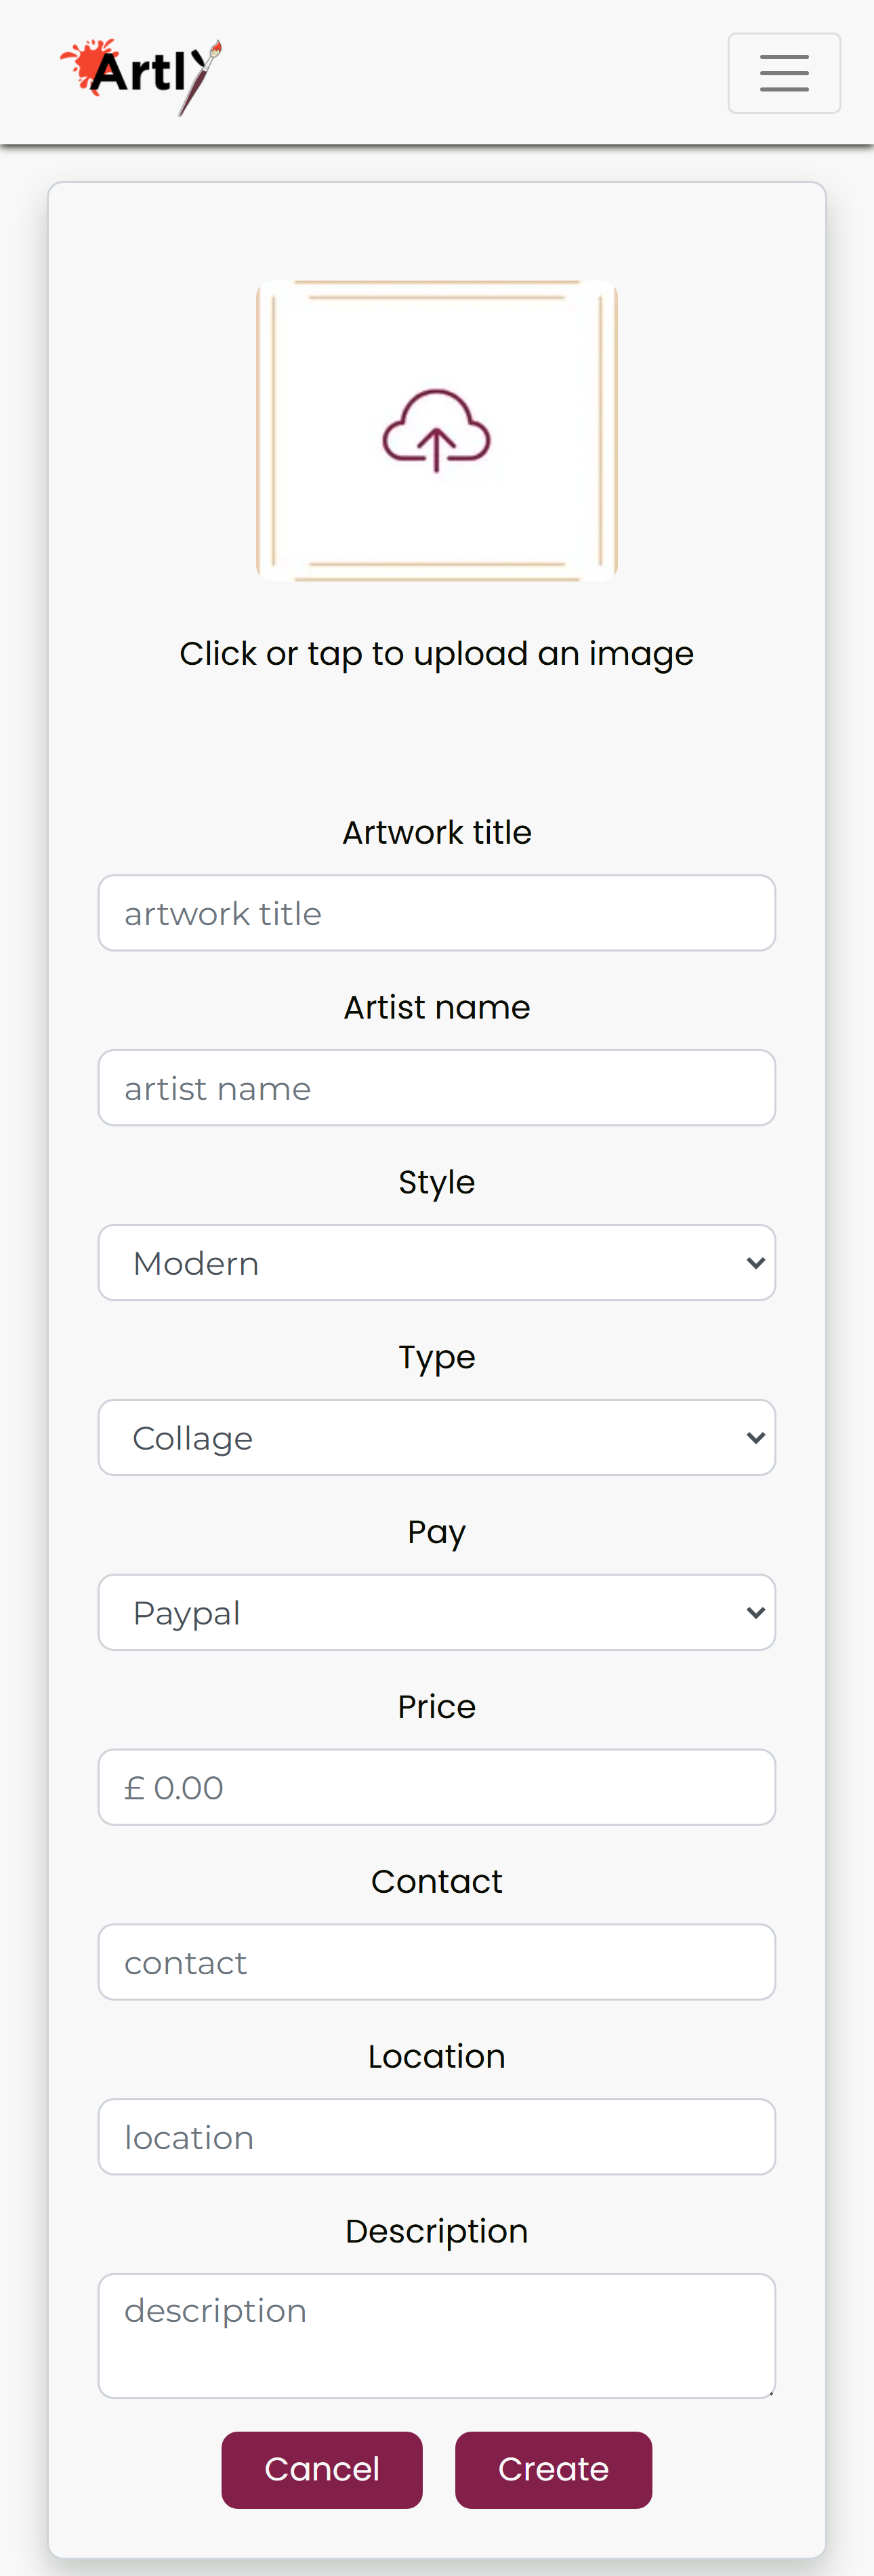 Artly
Click or tap to upload an image
Artwork title
artwork title
Artist name
artist name
Style
Modern
Type
Collage
Pay
Paypal
Price
£ 0.00
Contact
contact
Location
location
Description
description
Cancel Create